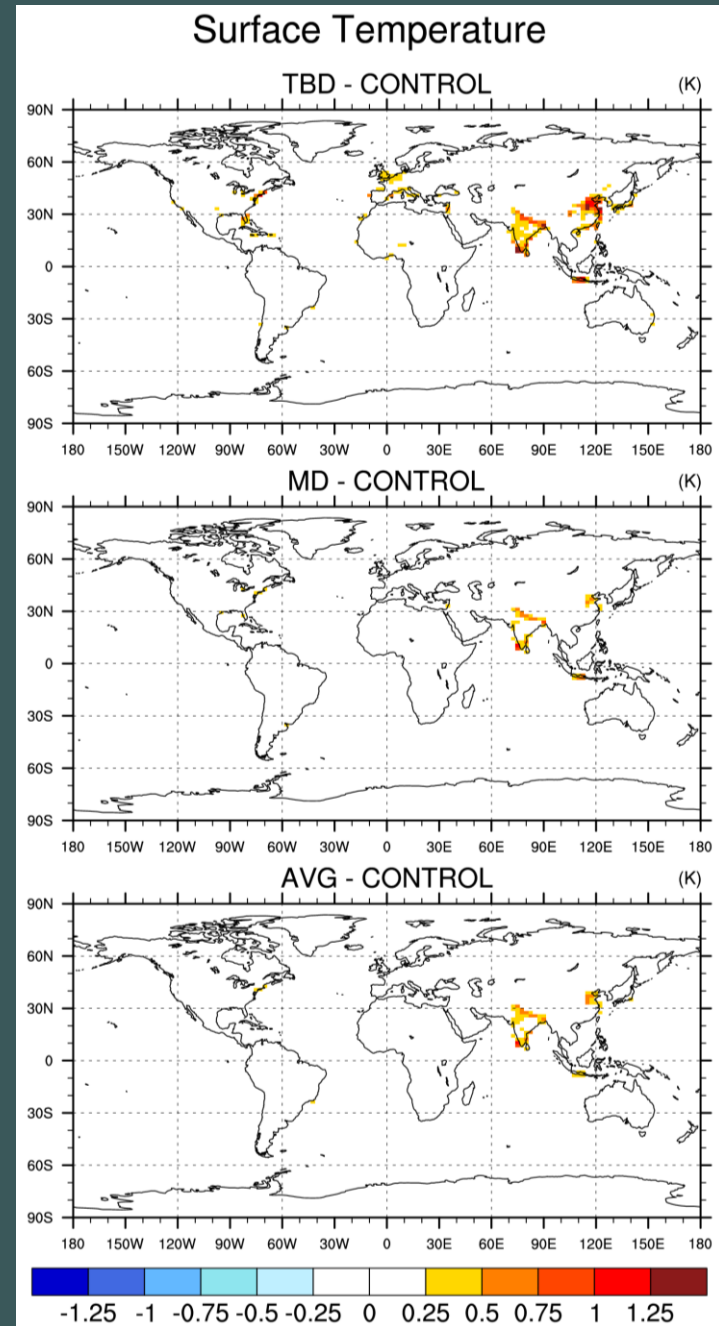 Surface Temperature
TBD - CONTROL (K)
90N
60N
30N
0
30S
60S
90S
180 150W 120W 90W 60W 30W 0 30E 60E 90E 120E 150E 180
MD - CONTROL (K)
90N
60N
30N
0
30S
60S
90S
180 150W 120W 90W 60W 30W 0 30E 60E 90E 120E 150E 180
AVG - CONTROL (K)
90N
60N
30N
0
30S
60S
90S
180 150W 120W 90W 60W 30W 0 30E 60E 90E 120E 150E 180
-1.25 -1 -0.75 -0.5 -0.25 0 0.25 0.5 0.75 1 1.25